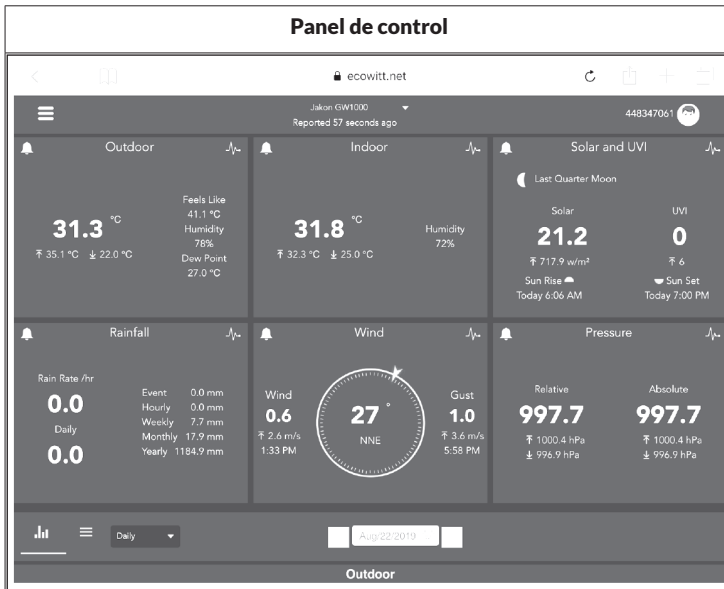 Panel de control
ecowitt.net
Jakon GW1000
Reported 57 seconds ago
448347061
Outdoor
31.3 °C
↑ 35.1 °C ↓ 22.0 °C
Feels Like
41.1 °C
Humidity
78%
Dew Point
27.0 °C
Indoor
31.8 °C
↑ 32.3 °C ↓ 25.0 °C
Humidity
72%
Solar and UVI
Last Quarter Moon
Solar
21.2
↑ 717.9 w/m²
UVI
0
↑ 6
Sun Rise
Today 6:06 AM
Sun Set
Today 7:00 PM
Rainfall
Rain Rate /hr
0.0
Daily
0.0
Event 0.0 mm
Hourly 0.0 mm
Weekly 7.7 mm
Monthly 17.9 mm
Yearly 1184.9 mm
Wind
Wind
0.6
↑ 2.6 m/s
1:33 PM
27 °
NNE
Gust
1.0
↑ 3.6 m/s
5:58 PM
Pressure
Relative
997.7
↑ 1000.4 hPa
↓ 996.9 hPa
Absolute
997.7
↑ 1000.4 hPa
↓ 996.9 hPa
Daily
Aug/22/2019
Outdoor